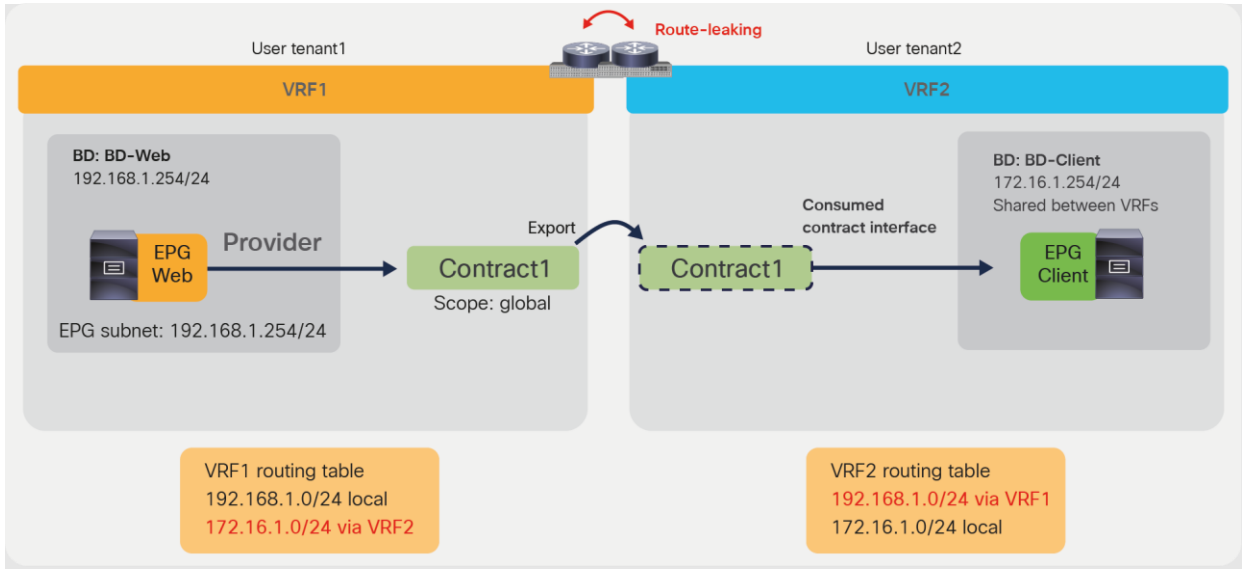 User tenant1
Route-leaking
User tenant2
VRF1
VRF2
BD: BD-Web
192.168.1.254/24
EPG
Web
Provider
EPG subnet: 192.168.1.254/24
Contract1
Scope: global
Export
Contract1
Consumed
contract interface
BD: BD-Client
172.16.1.254/24
Shared between VRFs
EPG
Client
VRF1 routing table
192.168.1.0/24 local
172.16.1.0/24 via VRF2
VRF2 routing table
192.168.1.0/24 via VRF1
172.16.1.0/24 local